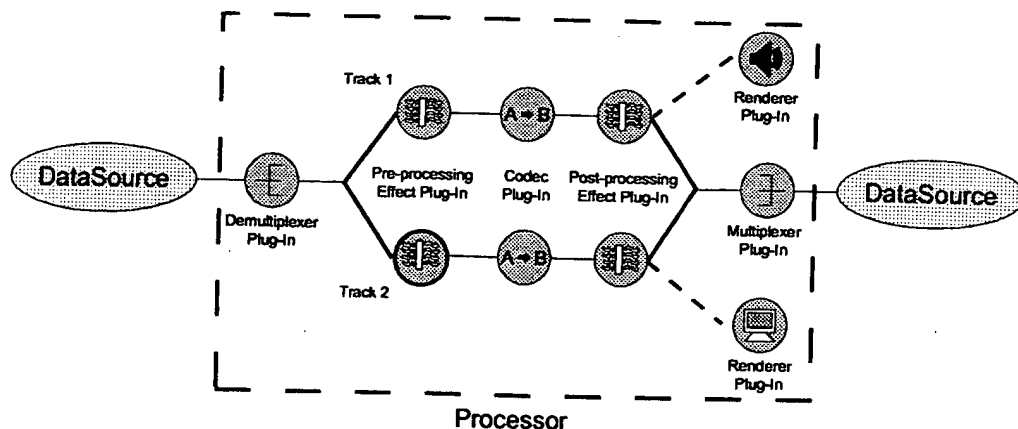 Track 1
Renderer
Plug-In
A➔B
DataSource
Pre-processing
Effect Plug-In
Codec
Plug-In
Post-processing
Effect Plug-In
DataSource
Demultiplexer
Plug-In
Multiplexer
Plug-In
A➔B
Track 2
Renderer
Plug-In
Processor